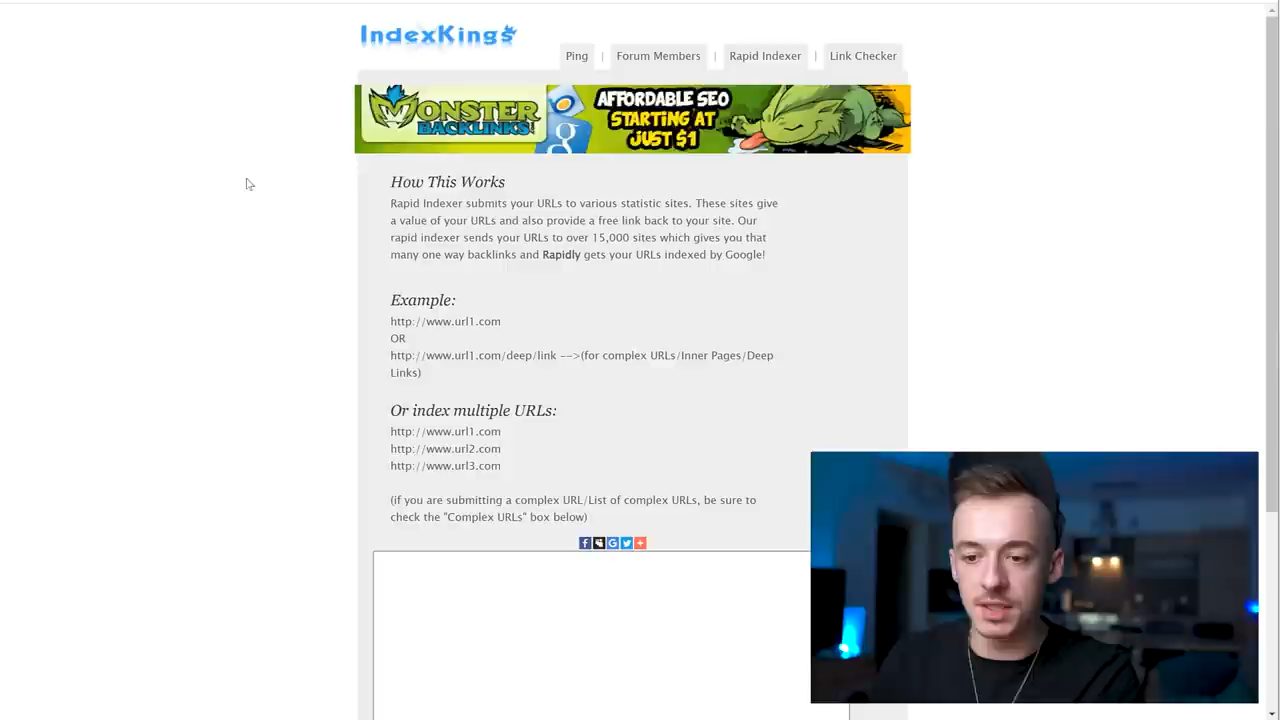 IndexKings
Ping | Forum Members | Rapid Indexer | Link Checker
MONSTER
BACKLINKS!
g
AFFORDABLE SEO
STARTING AT
JUST $1
How This Works
Rapid Indexer submits your URLs to various statistic sites. These sites give
a value of your URLs and also provide a free link back to your site. Our
rapid indexer sends your URLs to over 15,000 sites which gives you that
many one way backlinks and Rapidly gets your URLs indexed by Google!
Example:
http://www.url1.com
OR
http://www.url1.com/deep/link -->(for complex URLs/Inner Pages/Deep
Links)
Or index multiple URLs:
http://www.url1.com
http://www.url2.com
http://www.url3.com
(if you are submitting a complex URL/List of complex URLs, be sure to
check the "Complex URLs" box below)